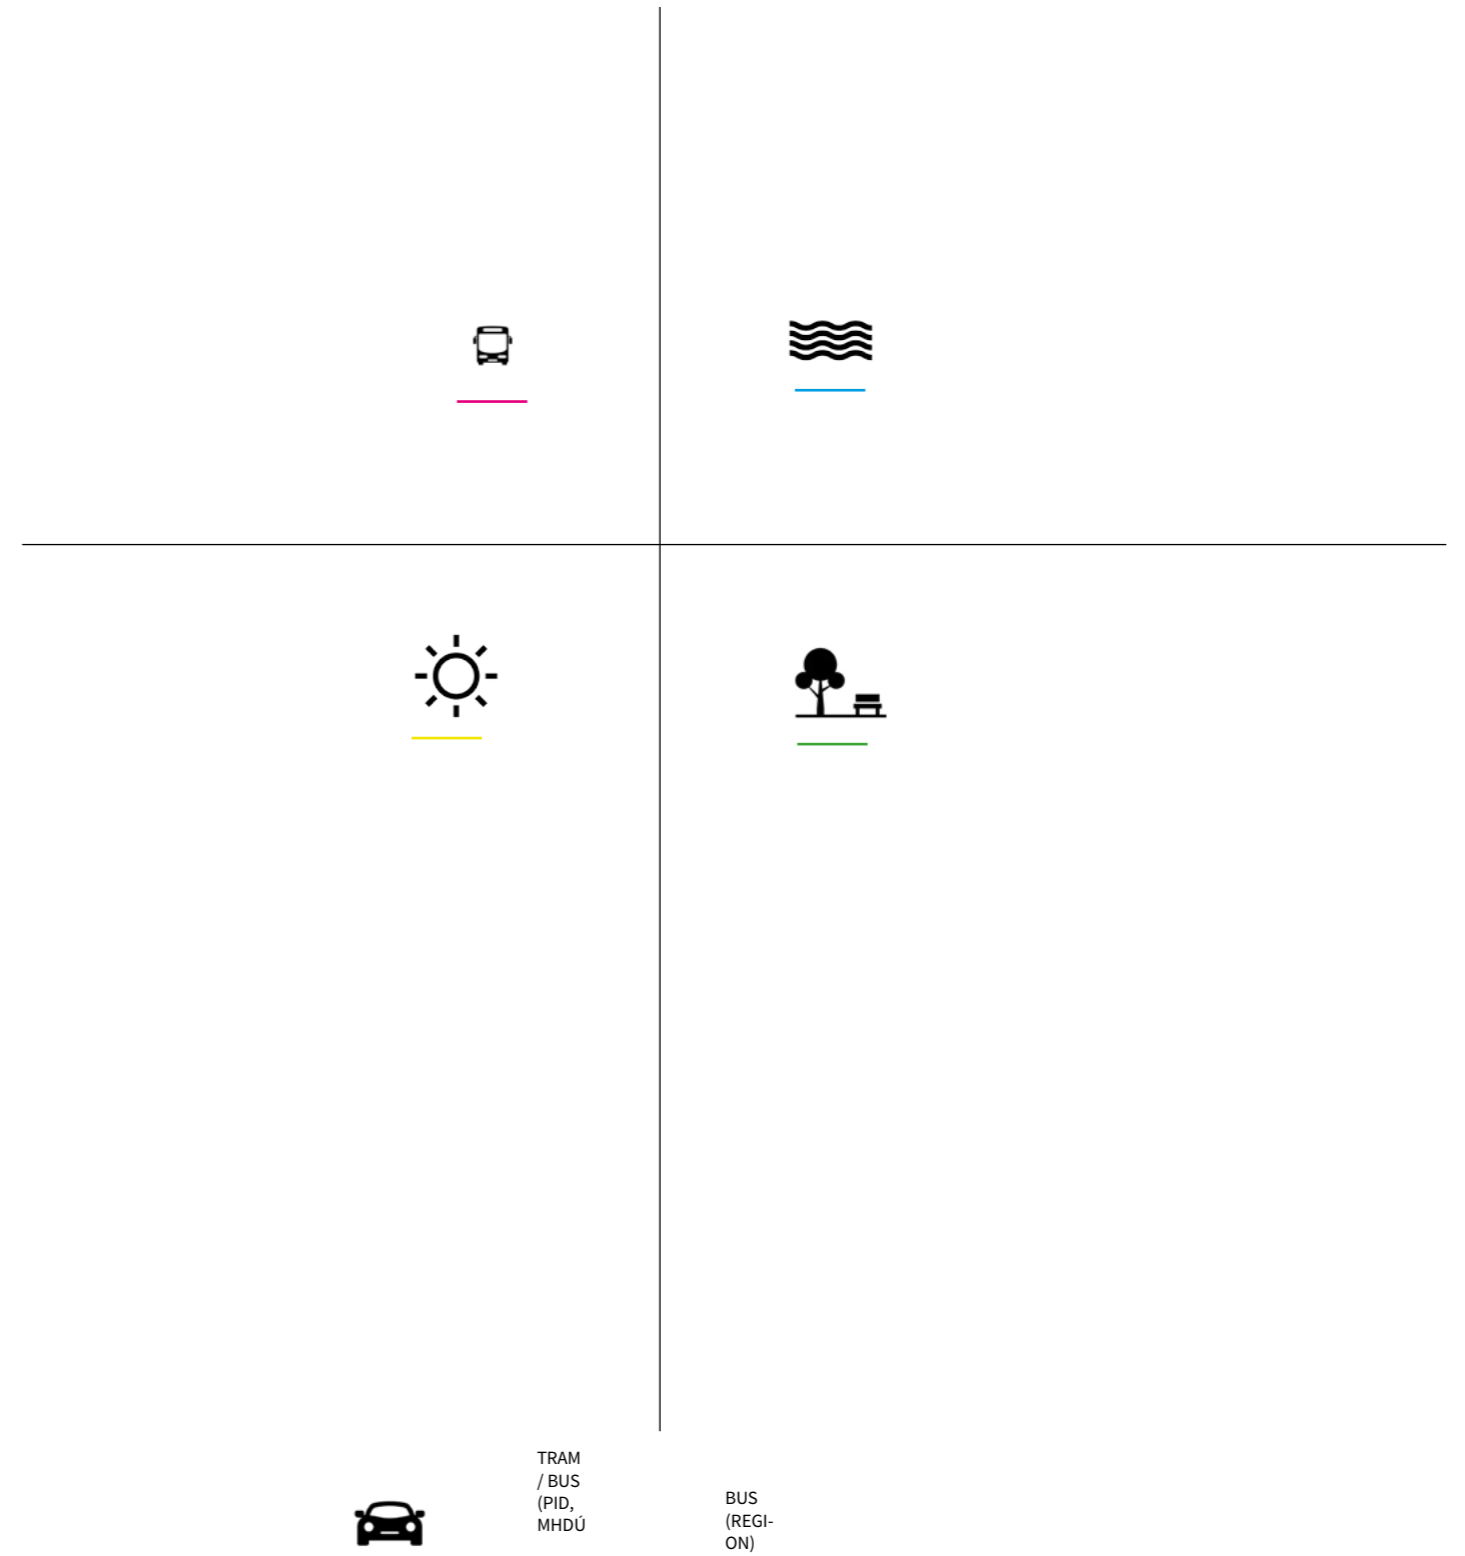 TRAM
/ BUS
(PID,
MHDÚ
BUS
(REGI-
ON)